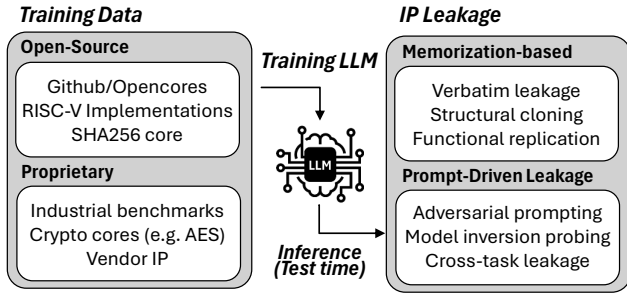 Training Data
Open-Source
Github/Opencores
RISC-V Implementations
SHA256 core
Proprietary
Industrial benchmarks
Crypto cores (e.g. AES)
Vendor IP
Training LLM
LLM
Inference
(Test time)
IP Leakage
Memorization-based
Verbatim leakage
Structural cloning
Functional replication
Prompt-Driven Leakage
Adversarial prompting
Model inversion probing
Cross-task leakage